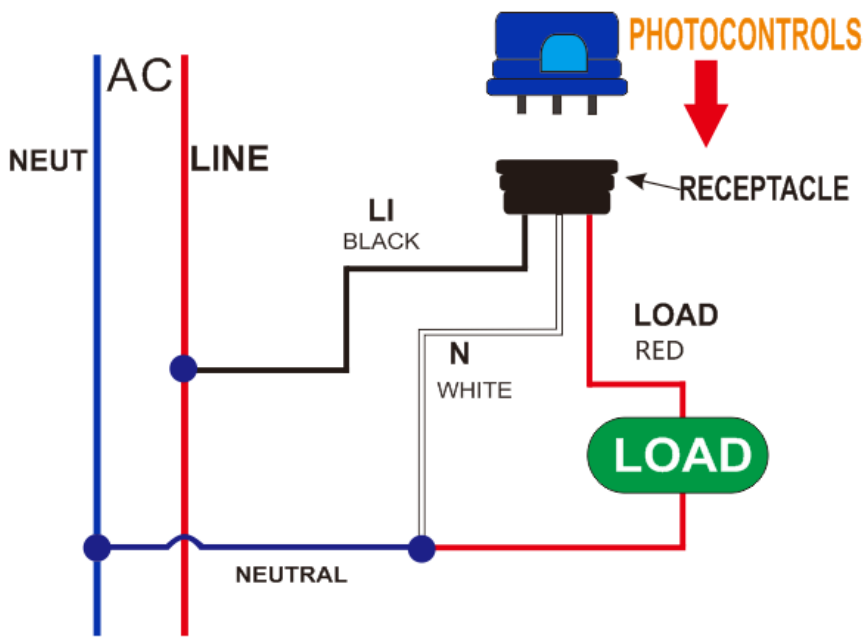 PHOTOCONTROLS
AC
NEUT
LINE
RECEPTACLE
LI
BLACK
LOAD
RED
N
WHITE
LOAD
NEUTRAL